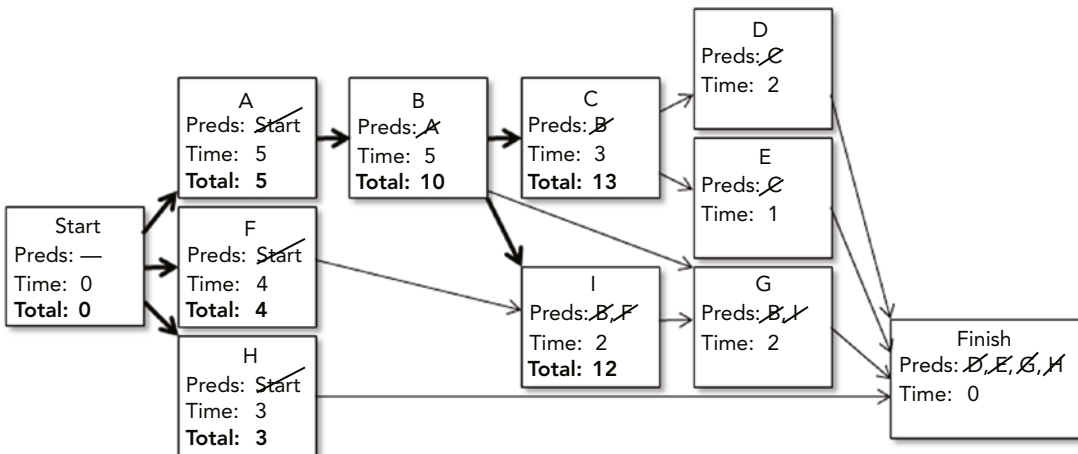 Start
Preds: —
Time: 0
Total: 0
A
Preds: Start
Time: 5
Total: 5
F
Preds: Start
Time: 4
Total: 4
H
Preds: Start
Time: 3
Total: 3
B
Preds: A
Time: 5
Total: 10
C
Preds: B
Time: 3
Total: 13
I
Preds: B, F
Time: 2
Total: 12
D
Preds: C
Time: 2
E
Preds: C
Time: 1
G
Preds: B, I
Time: 2
Finish
Preds: D, E, G, H
Time: 0